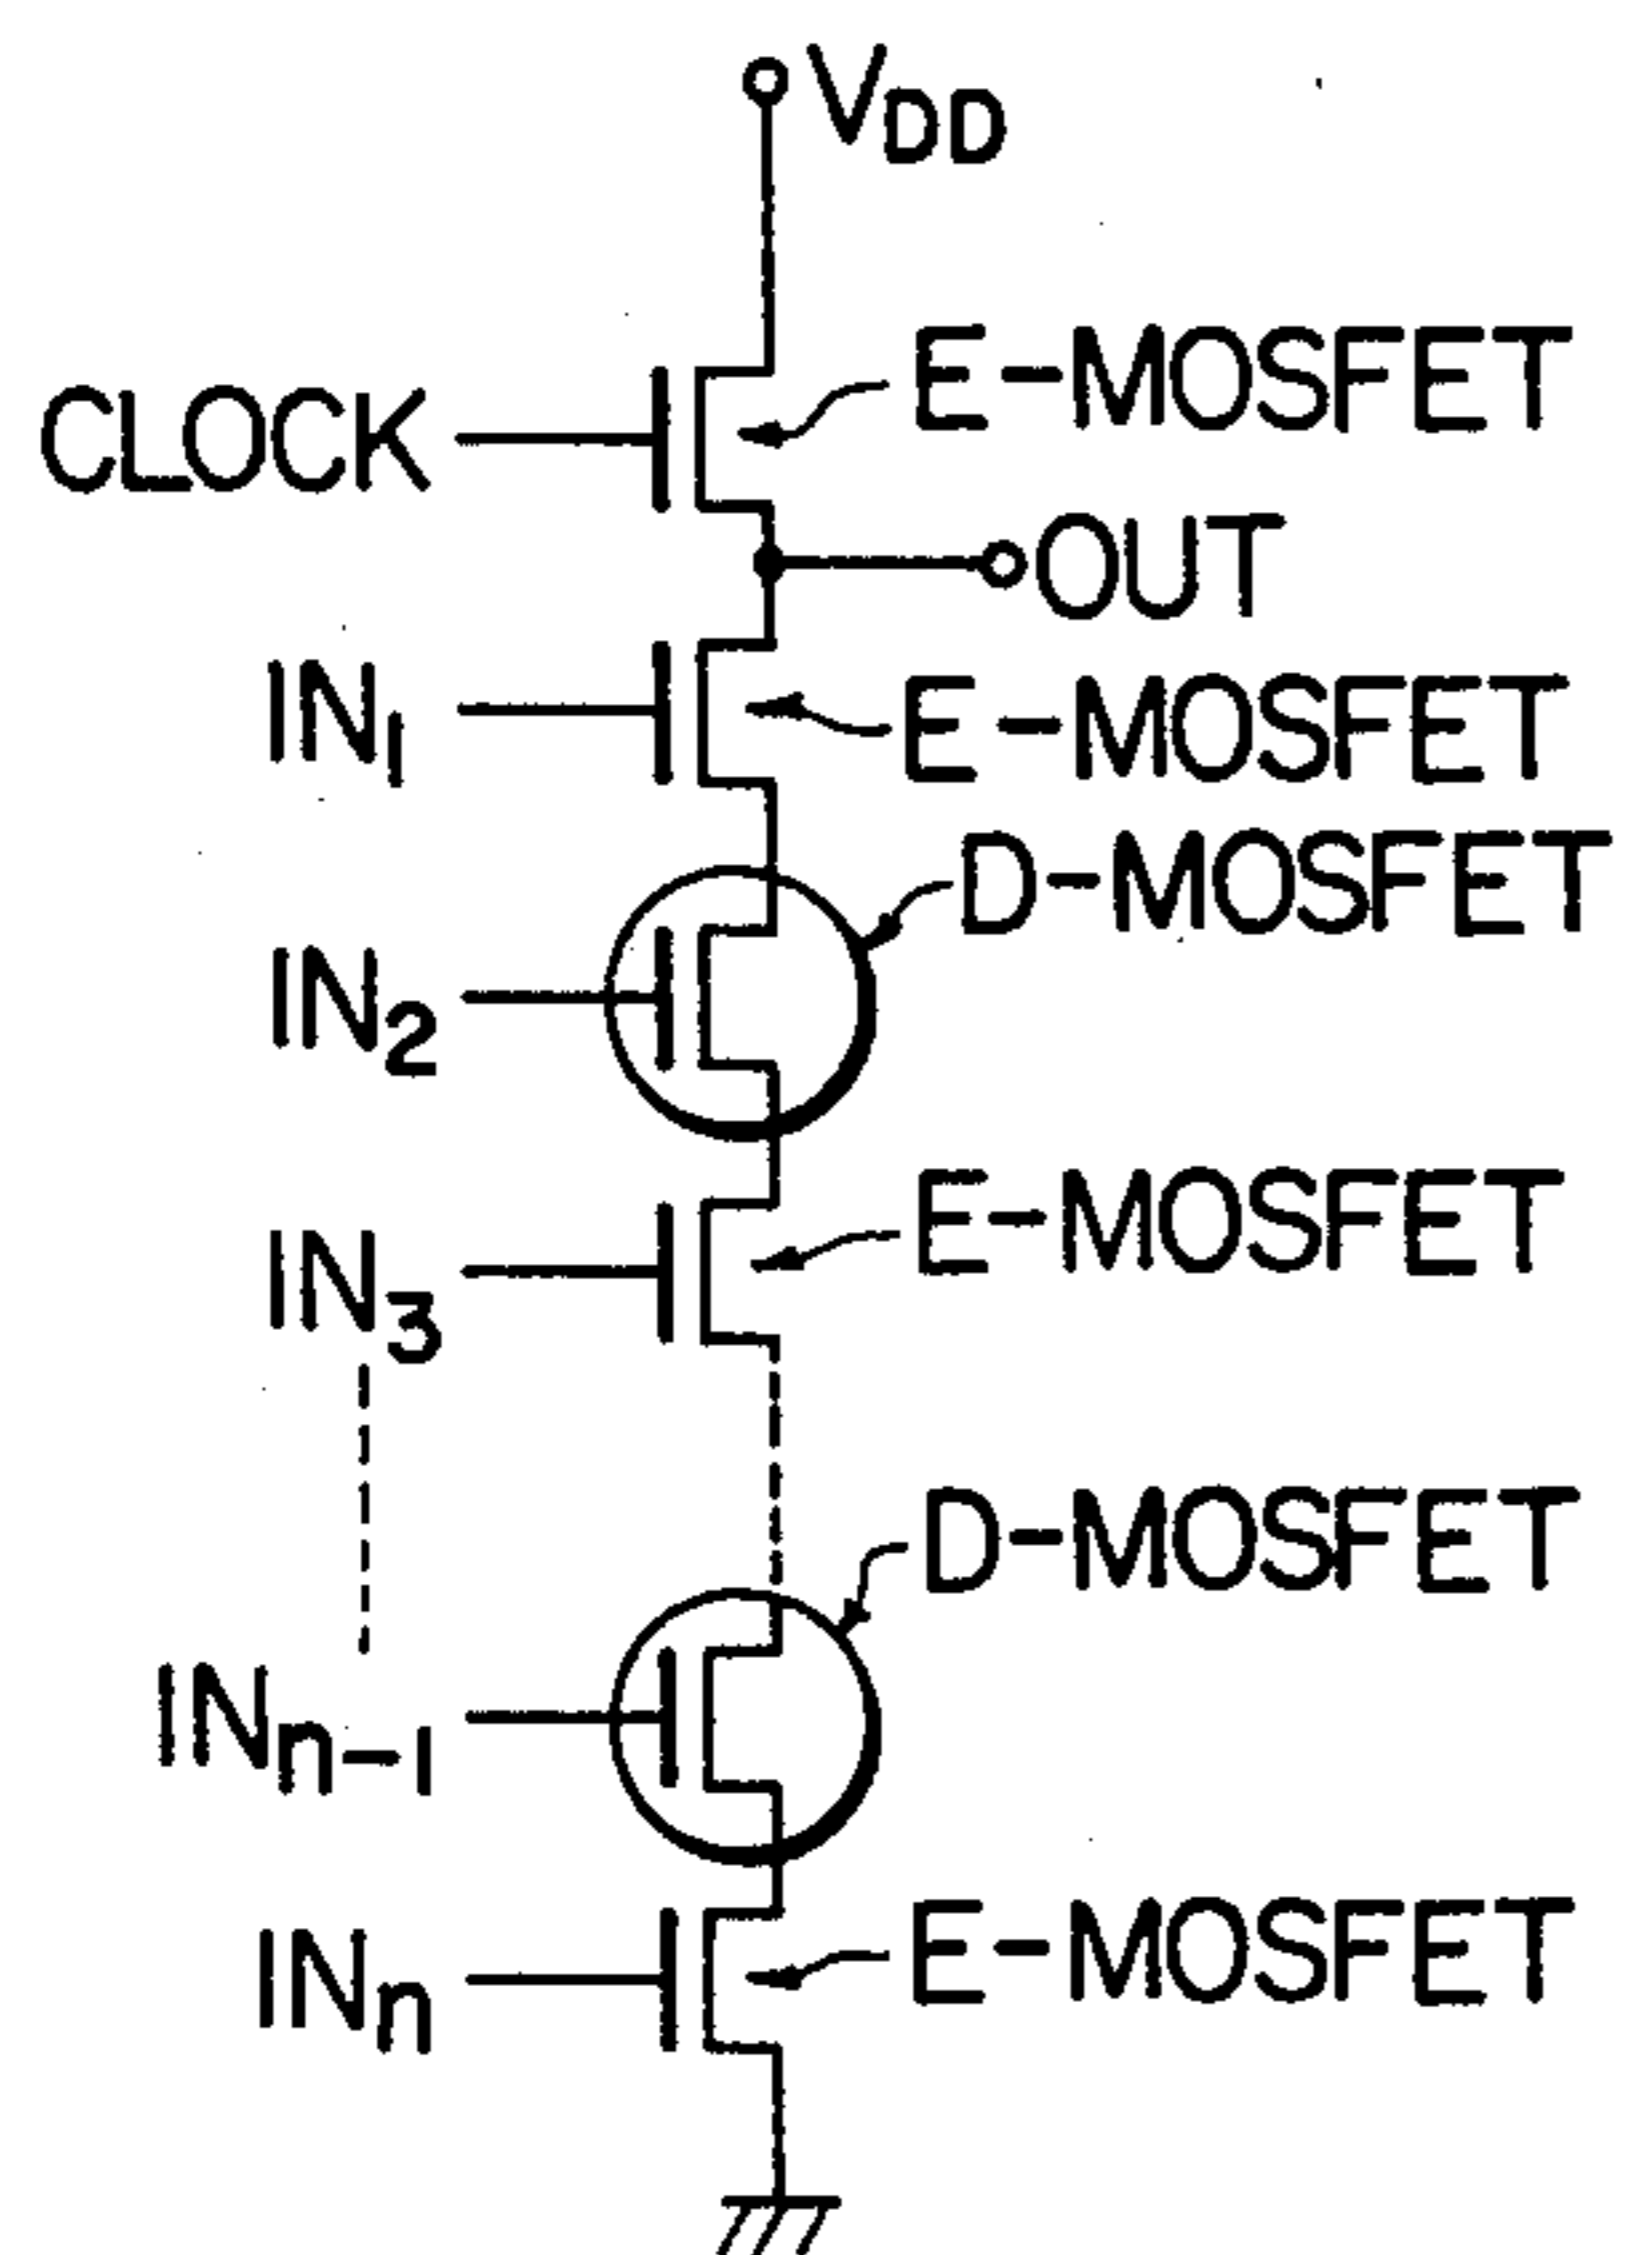 VDD
E-MOSFET
CLOCK
OUT
IN1
E-MOSFET
D-MOSFET
IN2
E-MOSFET
IN3
D-MOSFET
INn-1
E-MOSFET
INn